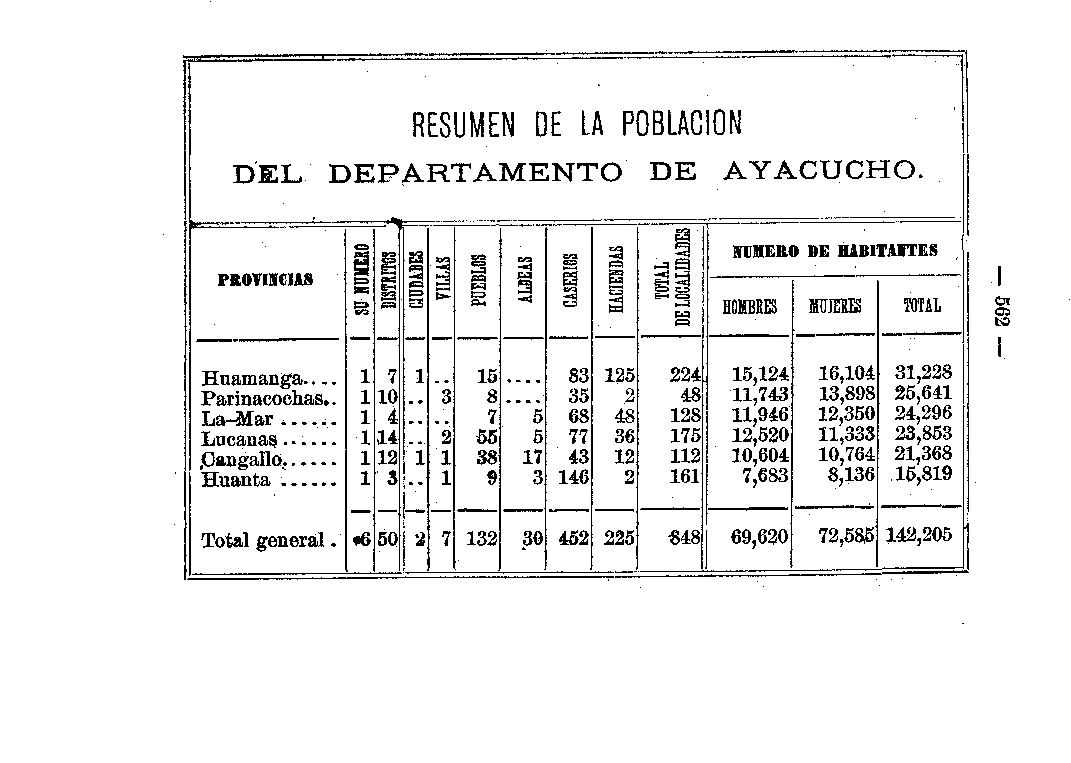 RESUMEN DE LA POBLACION
DEL DEPARTAMENTO DE AYACUCHO.
PROVINCIAS SU NUMERO DISTRITOS CIUDADES VILLAS PUEBLOS ALDEAS CASERIOS HACIENDAS TOTAL DE LOCALIDADES NUMERO DE HABITANTES
HOMBRES MUJERES TOTAL
Huamanga.... 1 7 1 .. 15 .... 83 125 224 15,124 16,104 31,228
Parinacochas.. 1 10 .. 3 8 .... 35 2 48 11,743 13,898 25,641
La-Mar ...... 1 4 .. .. 7 5 68 48 128 11,946 12,350 24,296
Lucanas ...... 1 14 .. 2 55 5 77 36 175 12,520 11,333 23,853
Cangallo...... 1 12 1 1 38 17 43 12 112 10,604 10,764 21,368
Huanta ...... 1 3 .. 1 9 3 146 2 161 7,683 8,136 15,819
Total general . 6 50 2 7 132 30 452 225 848 69,620 72,585 142,205
— 562 —